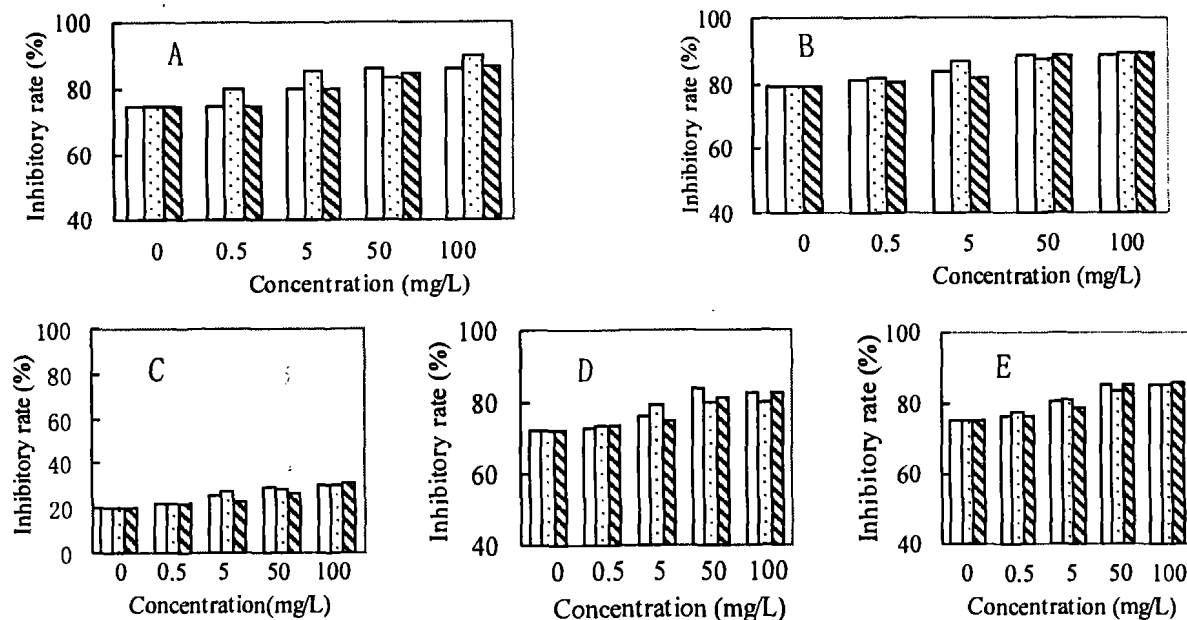 Inhibitory rate (%)
100
80
60
40
A
0 0.5 5 50 100
Concentration (mg/L)
Inhibitory rate (%)
100
80
60
40
B
0 0.5 5 50 100
Concentration (mg/L)
Inhibitory rate (%)
100
80
60
40
20
0
C
0 0.5 5 50 100
Concentration(mg/L)
Inhibitory rate (%)
100
80
60
40
D
0 0.5 5 50 100
Concentration (mg/L)
Inhibitory rate (%)
100
80
60
40
E
0 0.5 5 50 100
Concentration (mg/L)